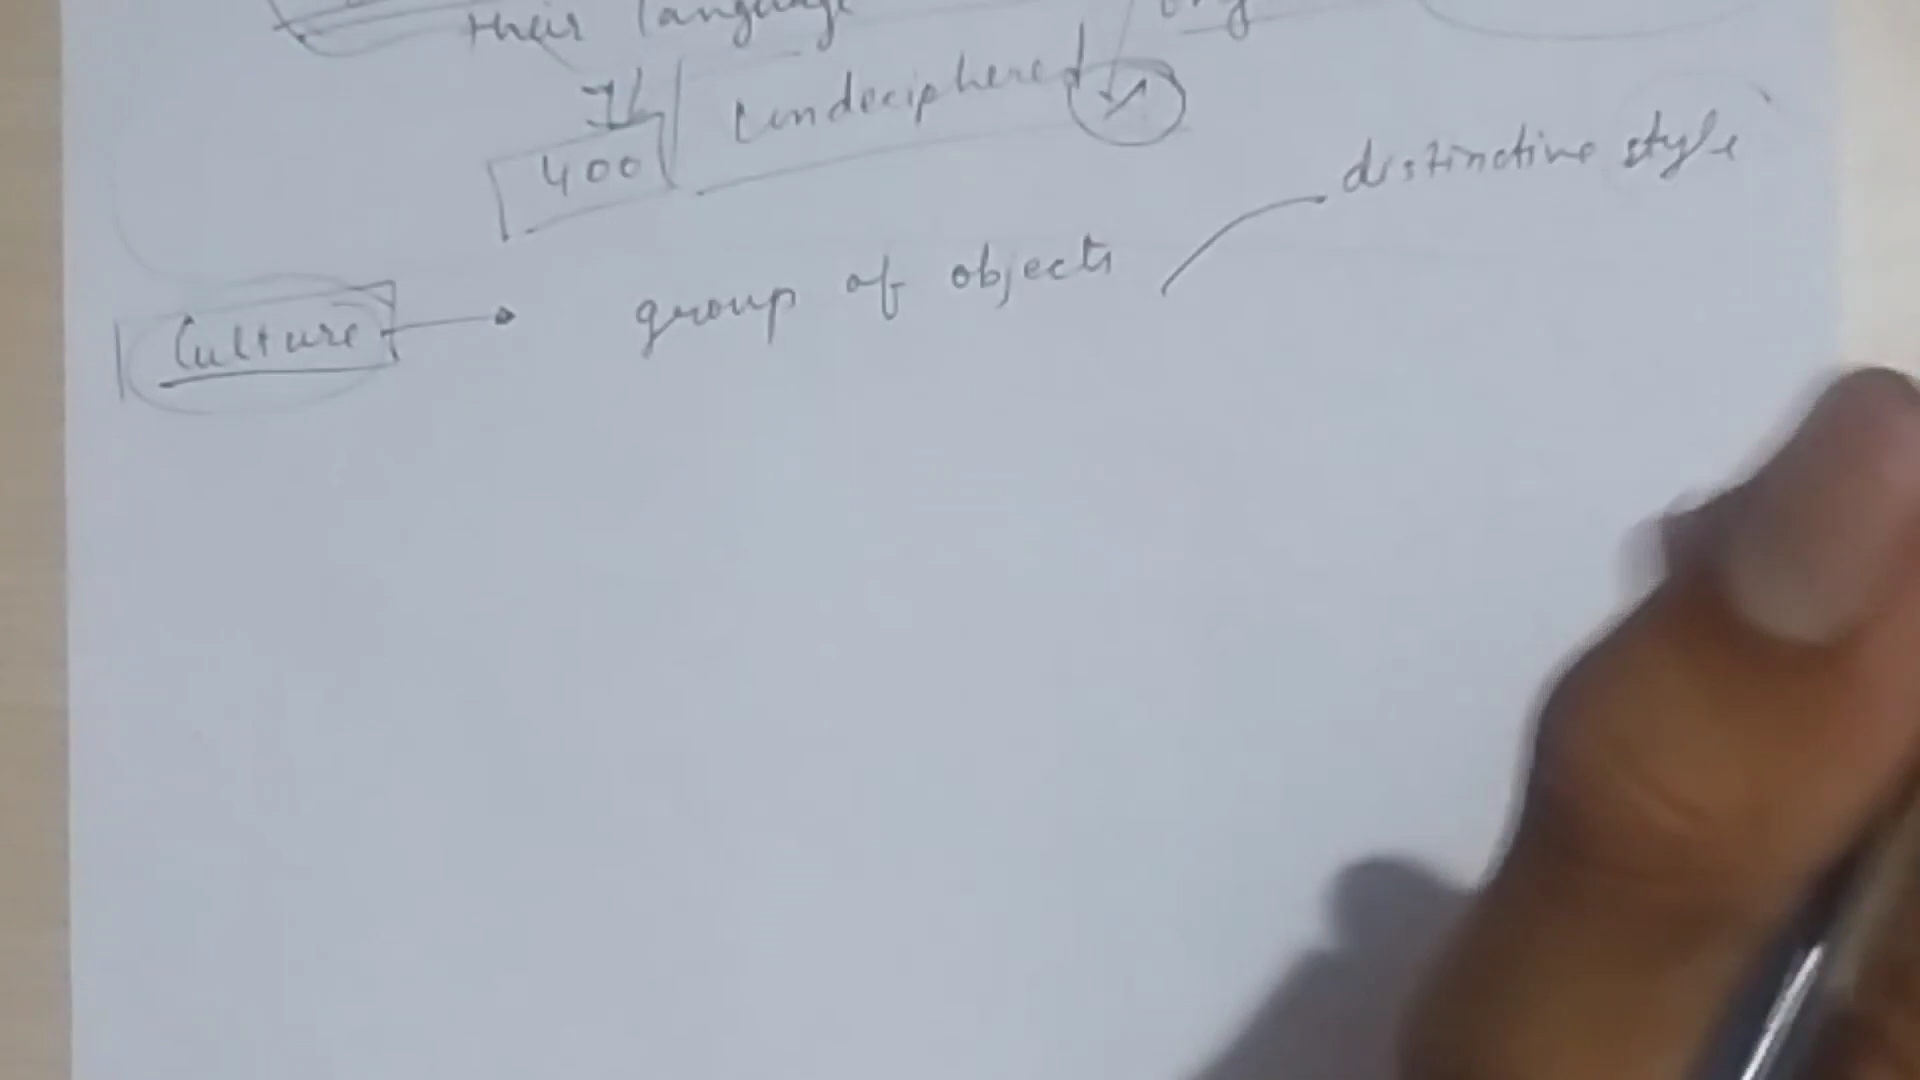 their language
undeciphered
400
distinctive style
Culture group of objects